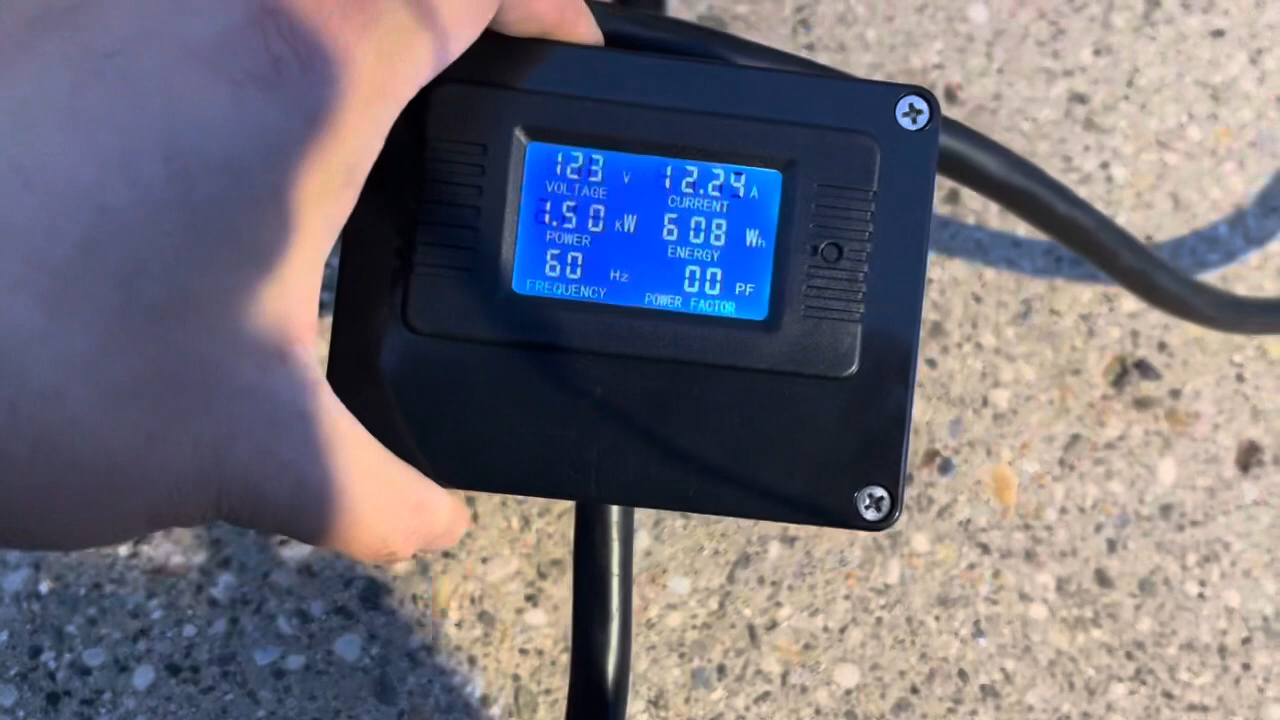 123 V 12.24 A
VOLTAGE CURRENT
1.50 kW 608 Wh
POWER ENERGY
60 Hz 00 PF
FREQUENCY POWER FACTOR